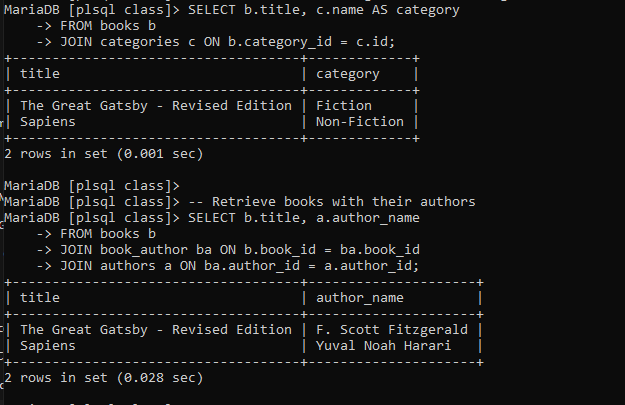 MariaDB [plsql class]> SELECT b.title, c.name AS category
    -> FROM books b
    -> JOIN categories c ON b.category_id = c.id;
+----------------------------------+-------------+
| title                            | category    |
+----------------------------------+-------------+
| The Great Gatsby - Revised Edition | Fiction     |
| Sapiens                          | Non-Fiction |
+----------------------------------+-------------+
2 rows in set (0.001 sec)

MariaDB [plsql class]>
MariaDB [plsql class]> -- Retrieve books with their authors
MariaDB [plsql class]> SELECT b.title, a.author_name
    -> FROM books b
    -> JOIN book_author ba ON b.book_id = ba.book_id
    -> JOIN authors a ON ba.author_id = a.author_id;
+----------------------------------+---------------------+
| title                            | author_name         |
+----------------------------------+---------------------+
| The Great Gatsby - Revised Edition | F. Scott Fitzgerald |
| Sapiens                          | Yuval Noah Harari   |
+----------------------------------+---------------------+
2 rows in set (0.028 sec)